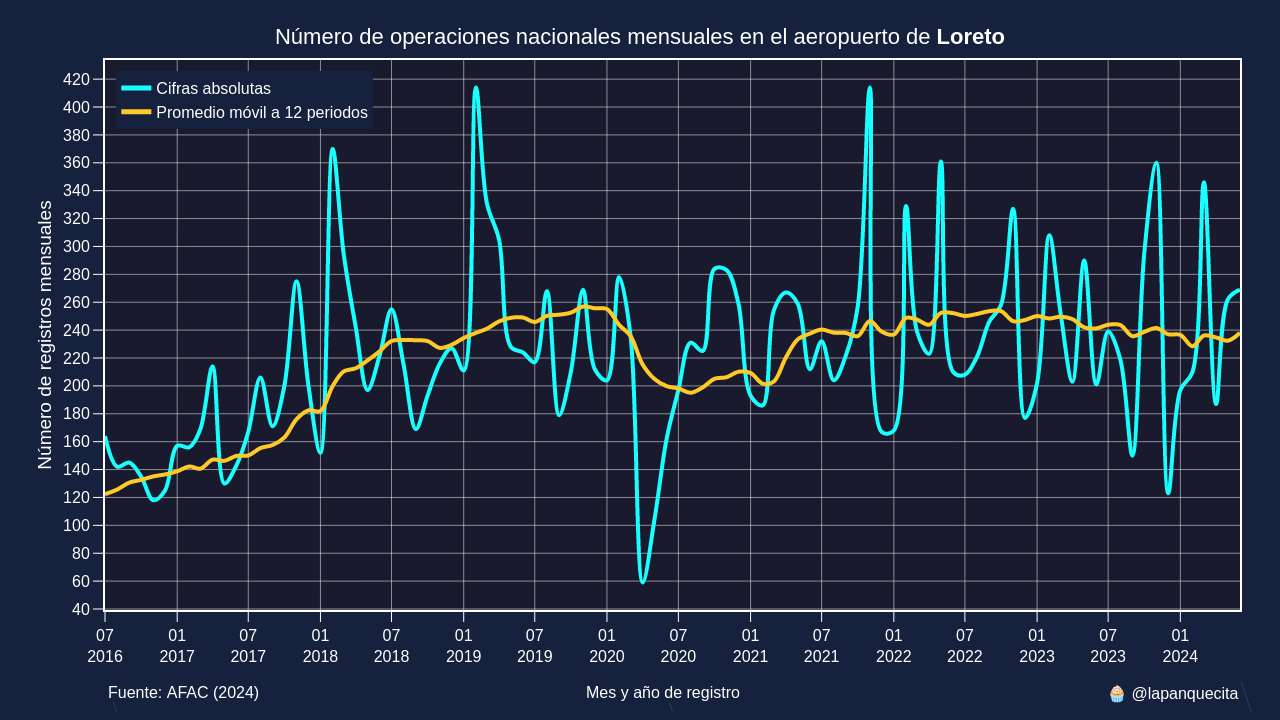 Número de operaciones nacionales mensuales en el aeropuerto de Loreto
Cifras absolutas
Promedio móvil a 12 periodos
Número de registros mensuales
420
400
380
360
340
320
300
280
260
240
220
200
180
160
140
120
100
80
60
40
07 01 07 01 07 01 07 01 07 01 07 01 07 01 07 01
2016 2017 2017 2018 2018 2019 2019 2020 2020 2021 2021 2022 2022 2023 2023 2024
Fuente: AFAC (2024)
Mes y año de registro
🧁 @lapanquecita